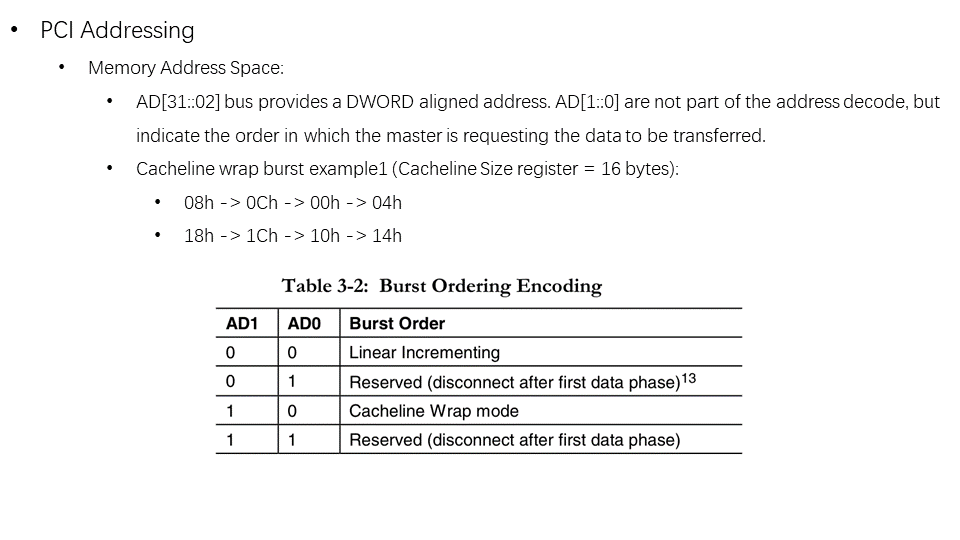 • PCI Addressing
• Memory Address Space:
• AD[31::02] bus provides a DWORD aligned address. AD[1::0] are not part of the address decode, but
indicate the order in which the master is requesting the data to be transferred.
• Cacheline wrap burst example1 (Cacheline Size register = 16 bytes):
• 08h -> 0Ch -> 00h -> 04h
• 18h -> 1Ch -> 10h -> 14h
Table 3-2: Burst Ordering Encoding
AD1 AD0 Burst Order
0 0 Linear Incrementing
0 1 Reserved (disconnect after first data phase)13
1 0 Cacheline Wrap mode
1 1 Reserved (disconnect after first data phase)